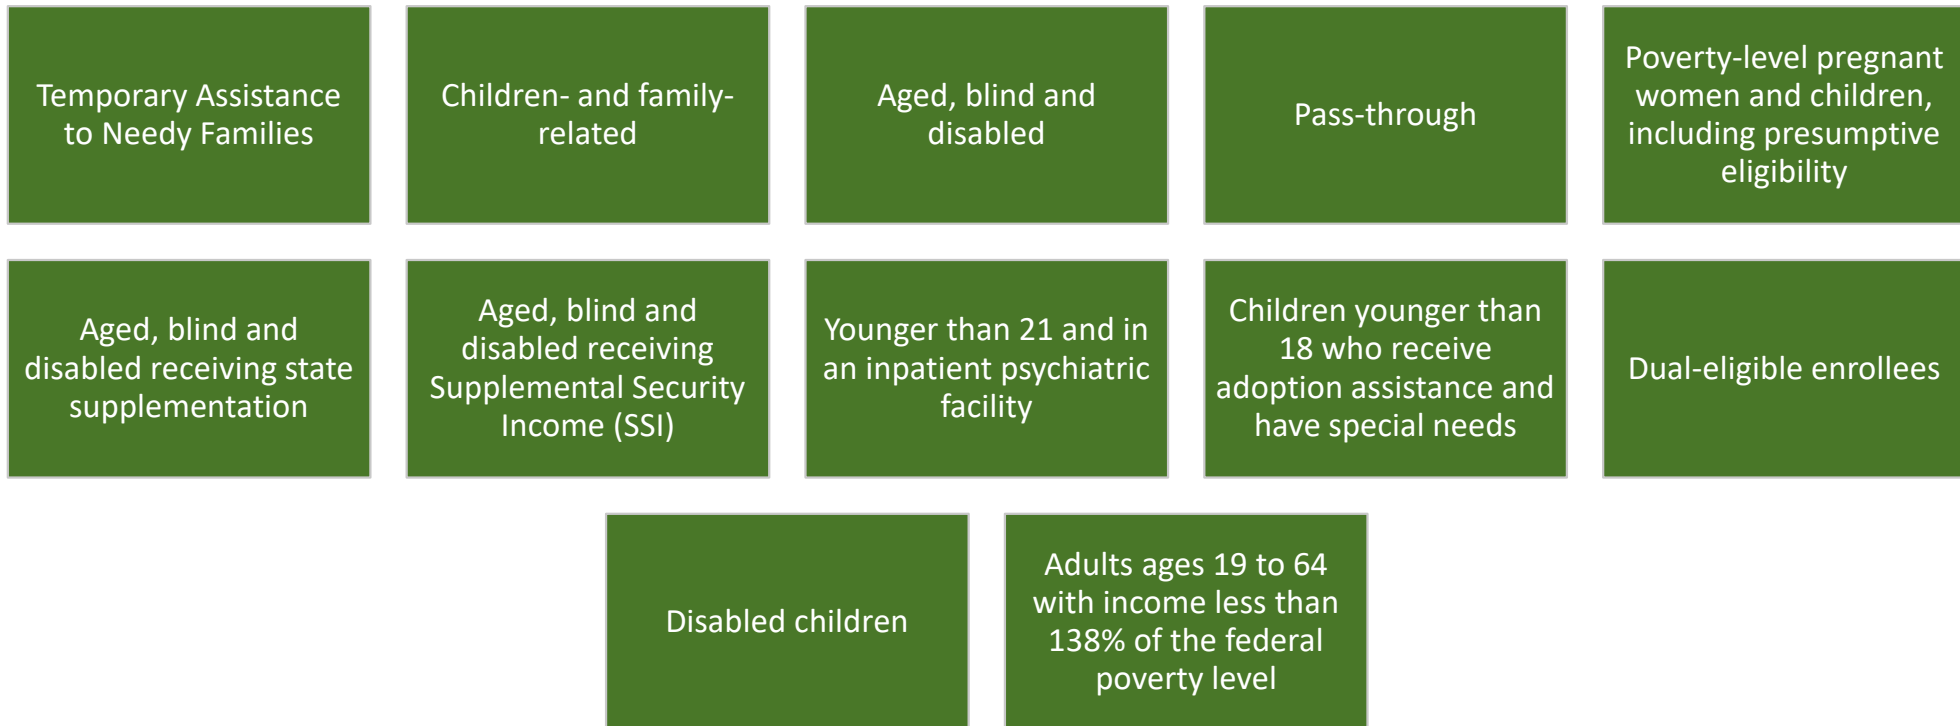 Temporary Assistance
to Needy Families
Children- and family-
related
Aged, blind and
disabled
Pass-through
Poverty-level pregnant
women and children,
including presumptive
eligibility
Aged, blind and
disabled receiving state
supplementation
Aged, blind and
disabled receiving
Supplemental Security
Income (SSI)
Younger than 21 and in
an inpatient psychiatric
facility
Children younger than
18 who receive
adoption assistance and
have special needs
Dual-eligible enrollees
Disabled children
Adults ages 19 to 64
with income less than
138% of the federal
poverty level